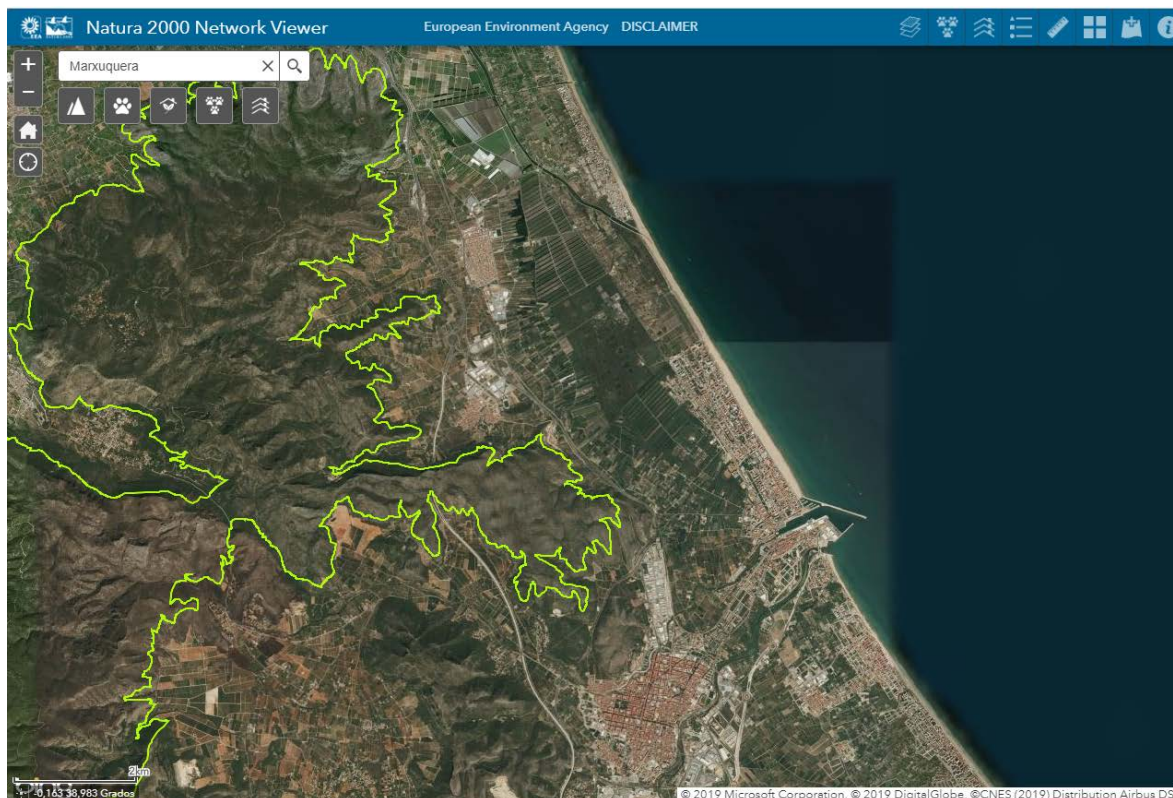 Natura 2000 Network Viewer
European Environment Agency DISCLAIMER
Marxuquera
2km
-0,163 38,983 Grados
© 2019 Microsoft Corporation, © 2019 DigitalGlobe, ©CNES (2019) Distribution Airbus DS